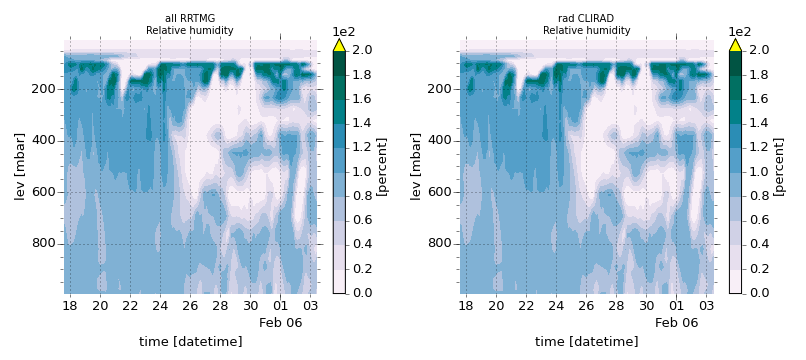 all RRTMG
Relative humidity
1e2
2.0
1.8
1.6
1.4
1.2
1.0
0.8
0.6
0.4
0.2
0.0
[percent]
200
400
600
800
lev [mbar]
18 20 22 24 26 28 30 01 03
Feb 06
time [datetime]
rad CLIRAD
Relative humidity
1e2
2.0
1.8
1.6
1.4
1.2
1.0
0.8
0.6
0.4
0.2
0.0
[percent]
200
400
600
800
lev [mbar]
18 20 22 24 26 28 30 01 03
Feb 06
time [datetime]